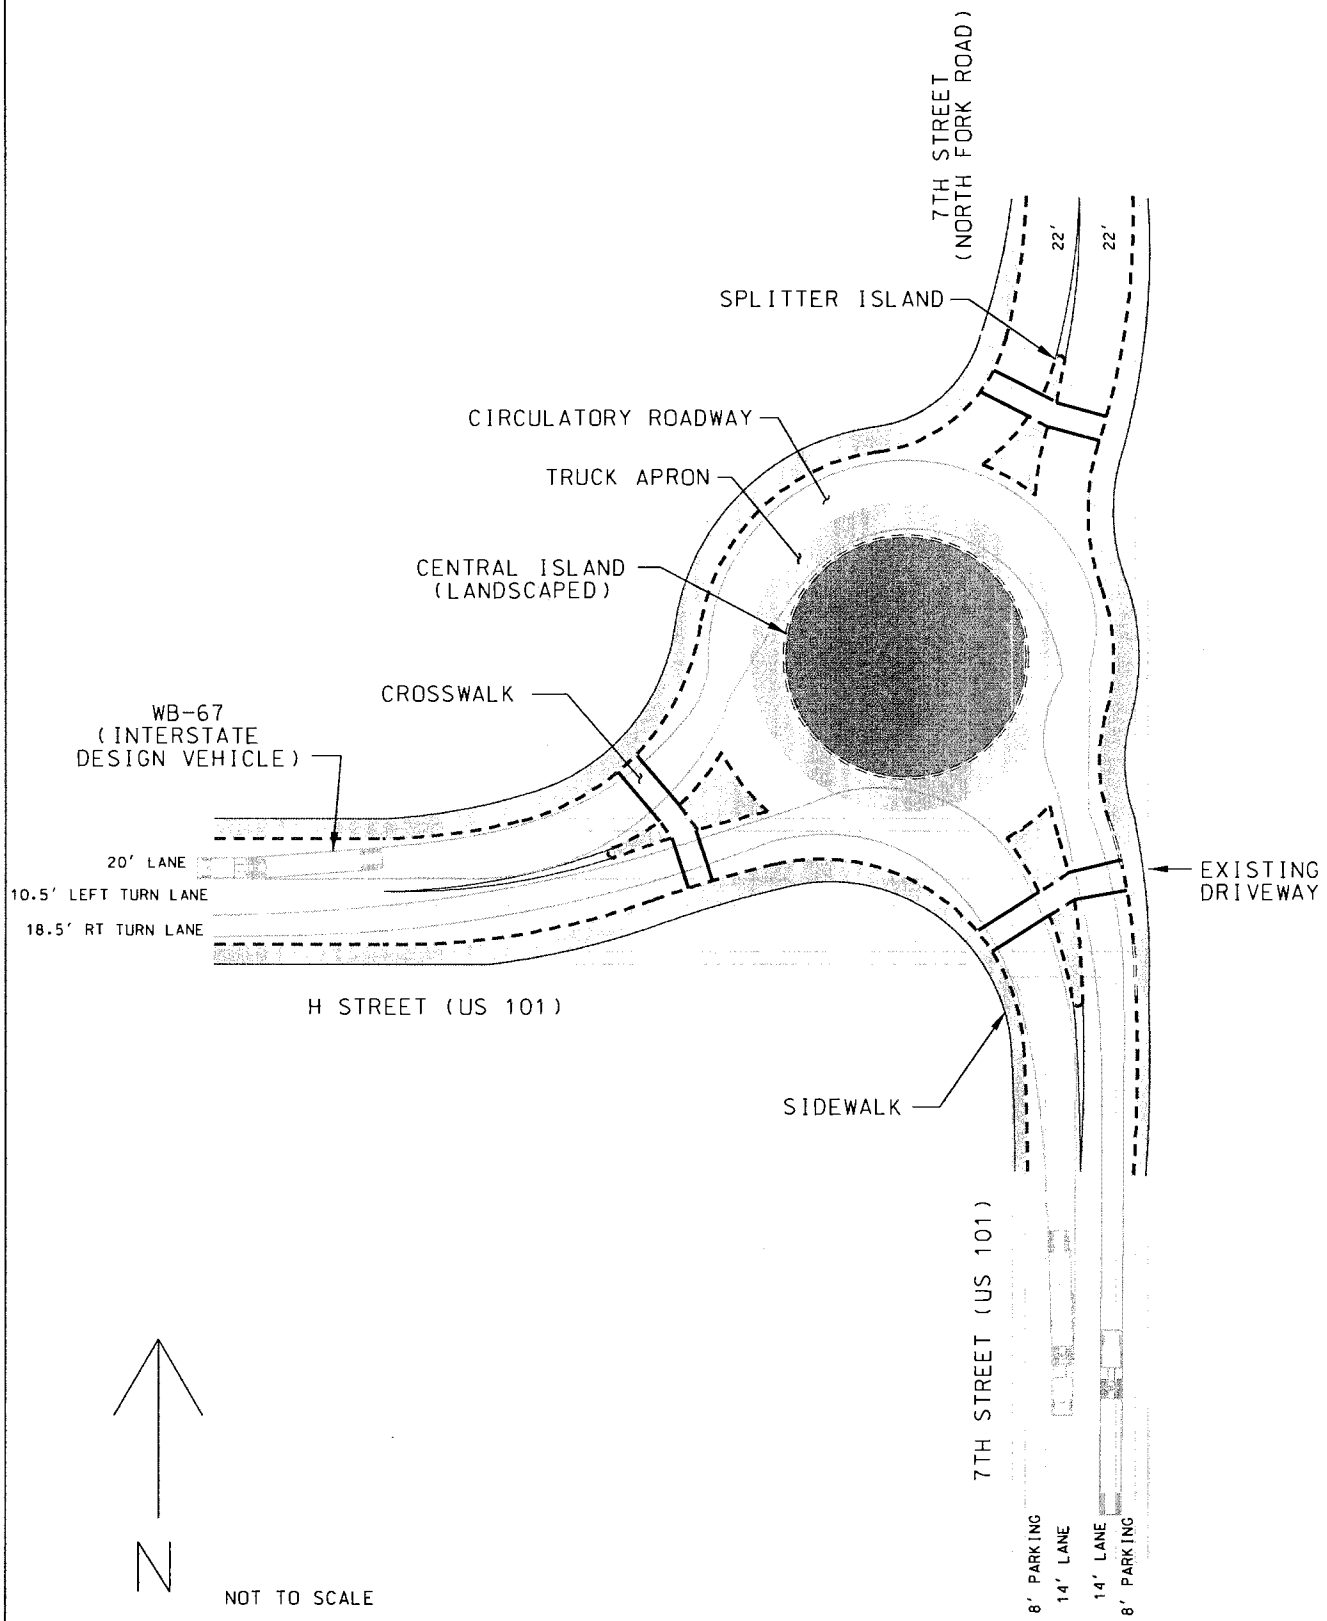 7TH STREET
(NORTH FORK ROAD)
22'
22'
SPLITTER ISLAND
CIRCULATORY ROADWAY
TRUCK APRON
CENTRAL ISLAND
(LANDSCAPED)
CROSSWALK
WB-67
(INTERSTATE
DESIGN VEHICLE)
20' LANE
10.5' LEFT TURN LANE
18.5' RT TURN LANE
EXISTING
DRIVEWAY
H STREET (US 101)
SIDEWALK
7TH STREET (US 101)
8' PARKING
14' LANE
14' LANE
8' PARKING
N
NOT TO SCALE